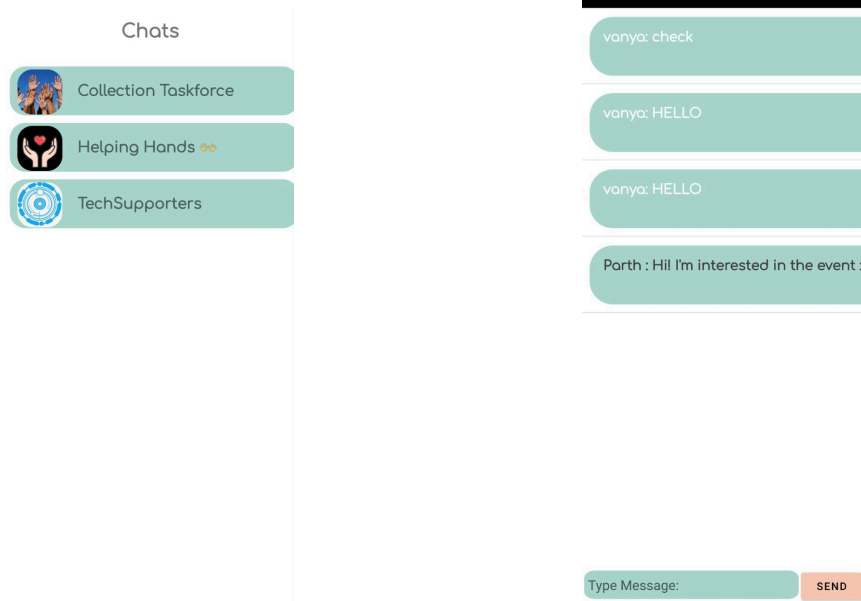 Chats
Collection Taskforce
Helping Hands 👐🏼
TechSupporters
vanya: check
vanya: HELLO
vanya: HELLO
Parth : Hi! I'm interested in the event :
Type Message:
SEND